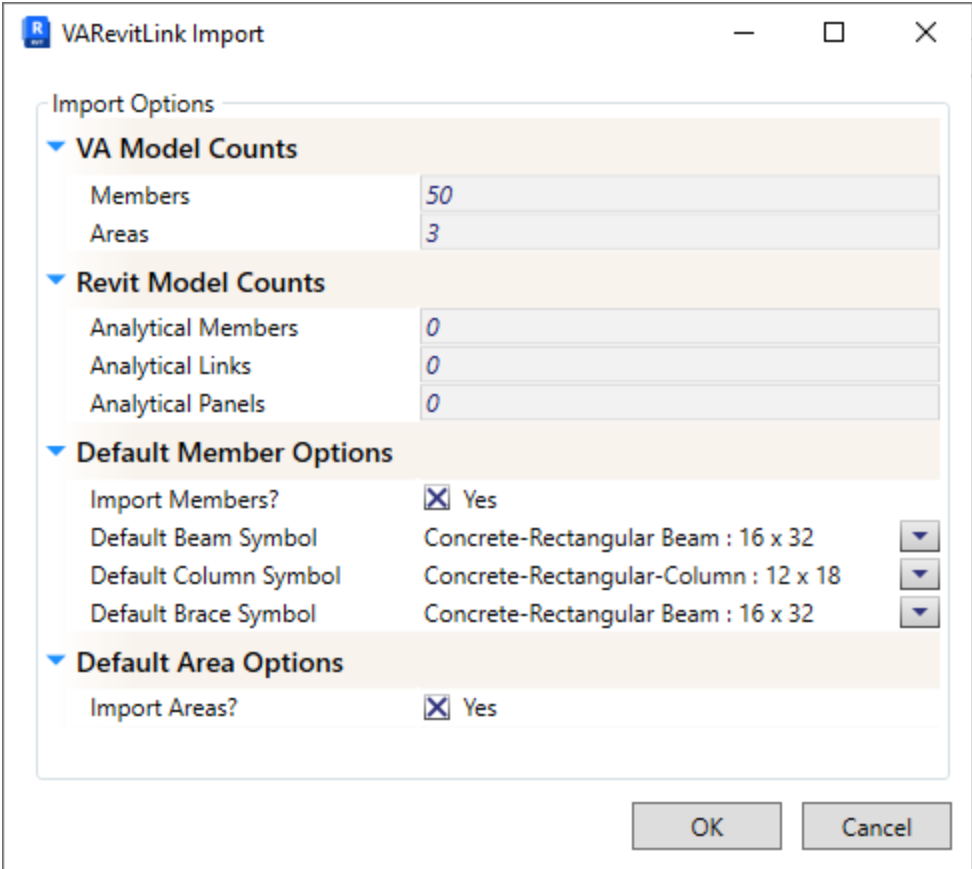 VARevitLink Import
Import Options
VA Model Counts
Members 50
Areas 3
Revit Model Counts
Analytical Members 0
Analytical Links 0
Analytical Panels 0
Default Member Options
Import Members? Yes
Default Beam Symbol Concrete-Rectangular Beam : 16 x 32
Default Column Symbol Concrete-Rectangular-Column : 12 x 18
Default Brace Symbol Concrete-Rectangular Beam : 16 x 32
Default Area Options
Import Areas? Yes
OK Cancel